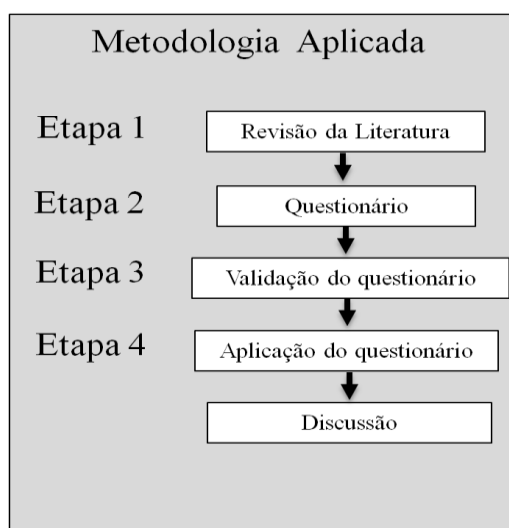 Metodologia Aplicada
Etapa 1
Revisão da Literatura
Etapa 2
Questionário
Etapa 3
Validação do questionário
Etapa 4
Aplicação do questionário
Discussão